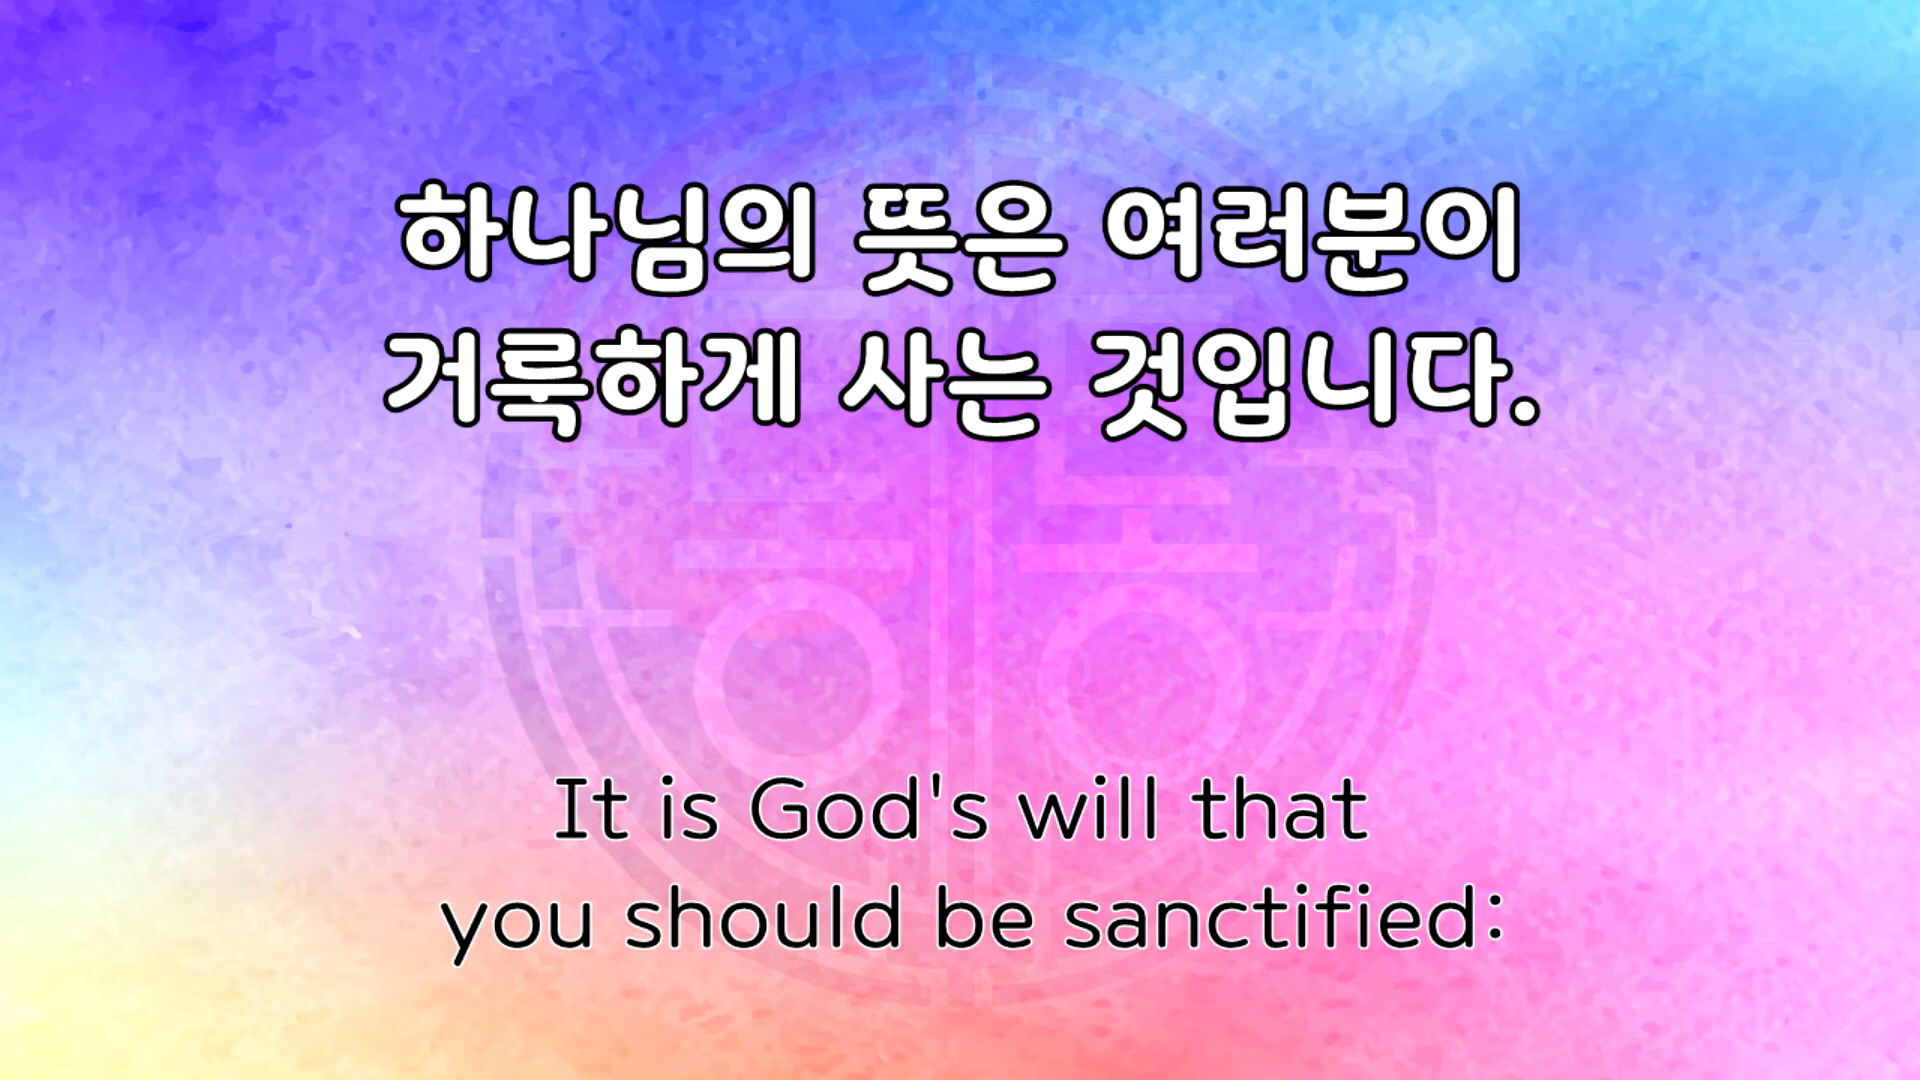 하나님의 뜻은 여러분이
거룩하게 사는 것입니다.
It is God's will that
you should be sanctified: